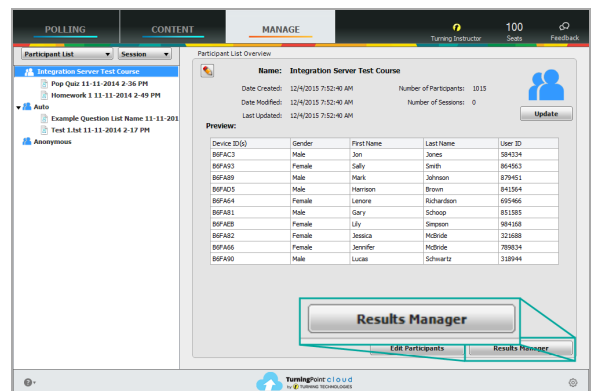 POLLING CONTENT MANAGE Turning Instructor 100 Seats Feedback
Participant List Session Participant List Overview
Integration Server Test Course
Pop Quiz 11-11-2014 2-36 PM
Homework 1 11-11-2014 2-49 PM
Auto
Example Question List Name 11-11-201
Test 1.tst 11-11-2014 2-17 PM
Anonymous
Name: Integration Server Test Course
Date Created: 12/4/2015 7:52:40 AM Number of Participants: 1015
Date Modified: 12/4/2015 7:52:40 AM Number of Sessions: 0
Last Updated: 12/4/2015 7:52:40 AM
Update
Preview:
Device ID(s) Gender First Name Last Name User ID
B6FAC3 Male Jon Jones 584334
B6FA93 Female Sally Smith 864563
B6FA89 Male Mark Johnson 879451
B6FAD5 Male Harrison Brown 841564
B6FA64 Female Lenore Richardson 695466
B6FA81 Male Gary Schoop 851585
B6FAEB Female Lily Simpson 984168
B6FA82 Female Jessica McBride 321688
B6FA66 Female Jennifer McBride 789834
B6FA90 Male Lucas Schwartz 318944
Results Manager
Edit Participants Results Manager
TurningPoint cloud
by TURNING TECHNOLOGIES